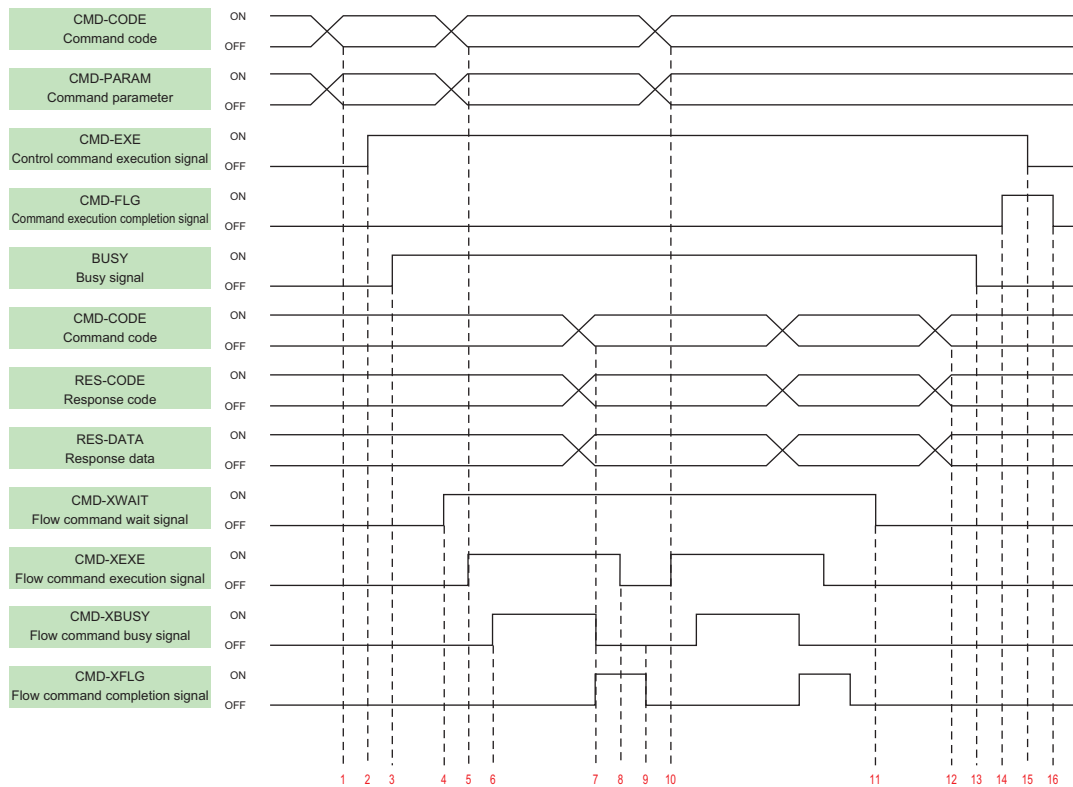 CMD-CODE
Command code
ON
OFF
CMD-PARAM
Command parameter
ON
OFF
CMD-EXE
Control command execution signal
ON
OFF
CMD-FLG
Command execution completion signal
ON
OFF
BUSY
Busy signal
ON
OFF
CMD-CODE
Command code
ON
OFF
RES-CODE
Response code
ON
OFF
RES-DATA
Response data
ON
OFF
CMD-XWAIT
Flow command wait signal
ON
OFF
CMD-XEXE
Flow command execution signal
ON
OFF
CMD-XBUSY
Flow command busy signal
ON
OFF
CMD-XFLG
Flow command completion signal
ON
OFF
1 2 3 4 5 6 7 8 9 10 11 12 13 14 15 16